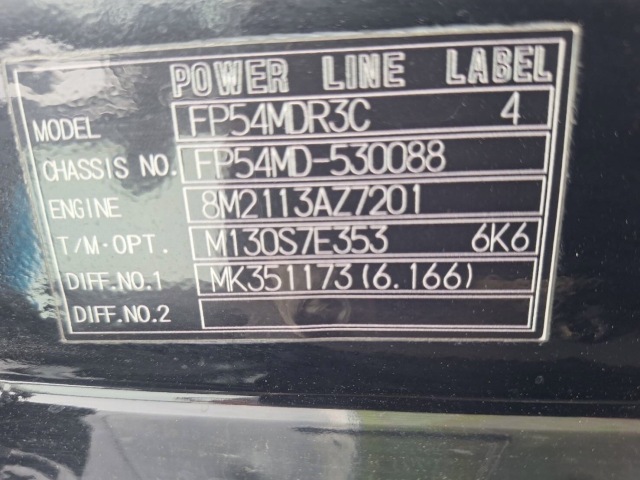 POWER LINE LABEL
MODEL FP54MDR3C 4
CHASSIS NO. FP54MD-530088
ENGINE 8M2113AZ7201
T/M·OPT. M130S7E353 6K6
DIFF.NO.1 MK351173(6.166)
DIFF.NO.2